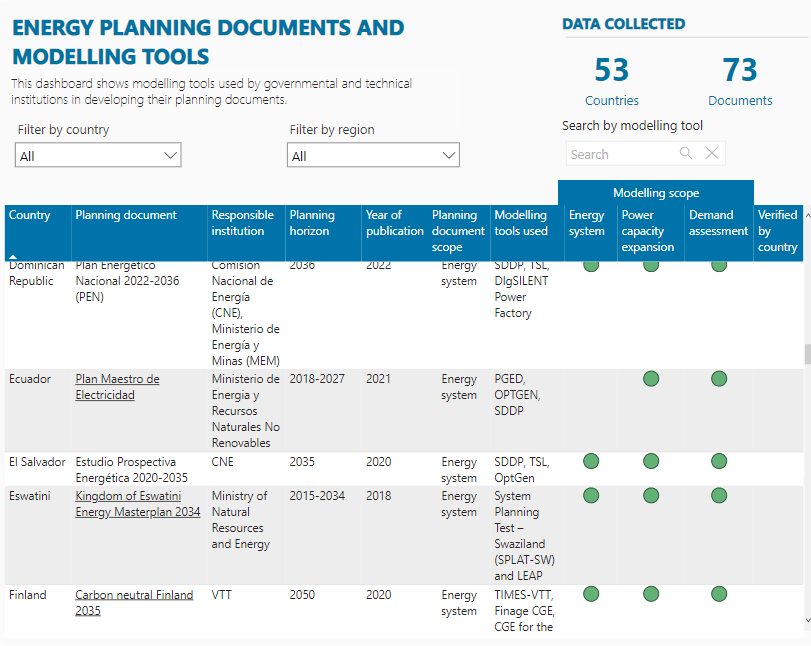 ENERGY PLANNING DOCUMENTS AND
MODELLING TOOLS
This dashboard shows modelling tools used by governmental and technical
institutions in developing their planning documents.
DATA COLLECTED
53
Countries
73
Documents
Filter by country
All
Filter by region
All
Search by modelling tool
Search
Modelling scope
Country
Planning document
Responsible
institution
Planning
horizon
Year of
publication
Planning
document
scope
Modelling
tools used
Energy
system
Power
capacity
expansion
Demand
assessment
Verified
by
country
Dominican
Republic
Plan Energético
Nacional 2022-2036
(PEN)
Comisión
Nacional de
Energía
(CNE),
Ministerio de
Energía y
Minas (MEM)
2036
2022
Energy
system
SDDP, TSL,
DIgSILENT
Power
Factory
Ecuador
Plan Maestro de
Electricidad
Ministerio de
Energia y
Recursos
Naturales No
Renovables
2018-2027
2021
Energy
system
PGED,
OPTGEN,
SDDP
El Salvador
Estudio Prospectiva
Energética 2020-2035
CNE
2035
2020
Energy
system
SDDP, TSL,
OptGen
Eswatini
Kingdom of Eswatini
Energy Masterplan 2034
Ministry of
Natural
Resources
and Energy
2015-2034
2018
Energy
system
System
Planning
Test –
Swaziland
(SPLAT-SW)
and LEAP
Finland
Carbon neutral Finland
2035
VTT
2050
2020
Energy
system
TIMES-VTT,
Finage CGE,
CGE for the